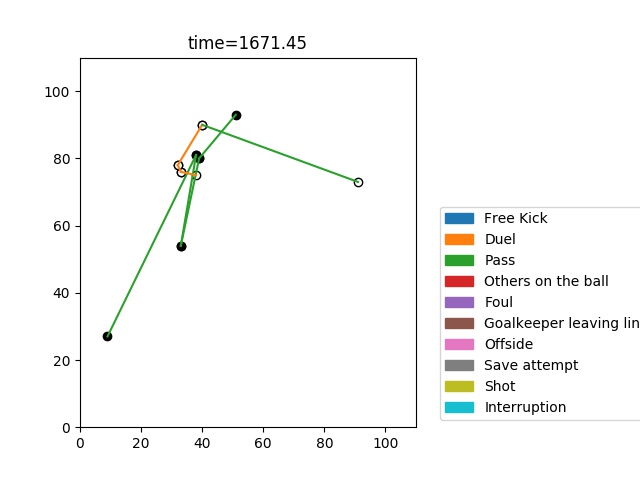 time=1671.45
100
80
60
40
20
0
0 20 40 60 80 100
Free Kick
Duel
Pass
Others on the ball
Foul
Goalkeeper leaving lin
Offside
Save attempt
Shot
Interruption